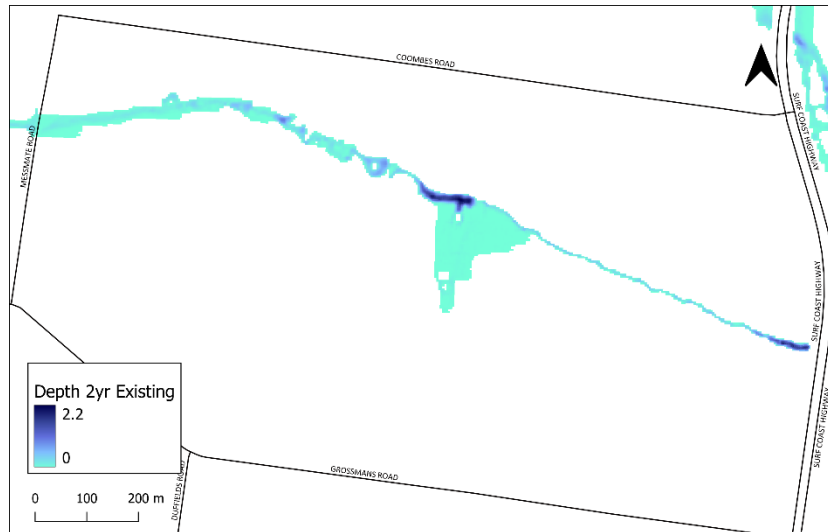 COOMBES ROAD
SURF COAST HIGHWAY
MESSMATE ROAD
SURF COAST HIGHWAY
Depth 2yr Existing
2.2
0
SURF COAST HIGHWAY
GROSSMANS ROAD
DUFFIELDS ROAD
0 100 200 m